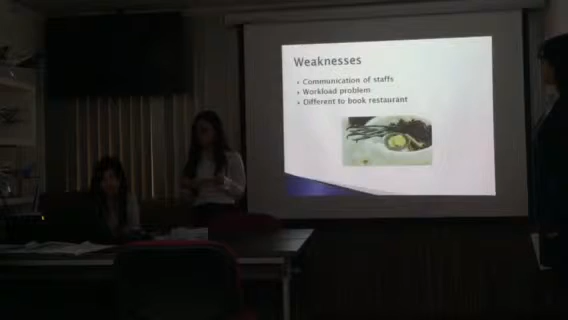 Weaknesses
• Communication of staffs
• Workload problem
• Different to book restaurant